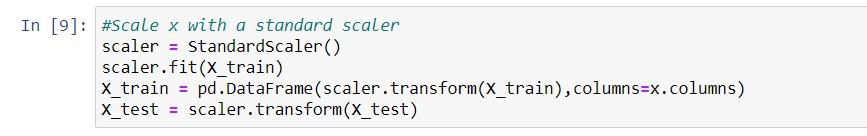 In [9]: #Scale x with a standard scaler
scaler = StandardScaler()
scaler.fit(X_train)
X_train = pd.DataFrame(scaler.transform(X_train),columns=x.columns)
X_test = scaler.transform(X_test)